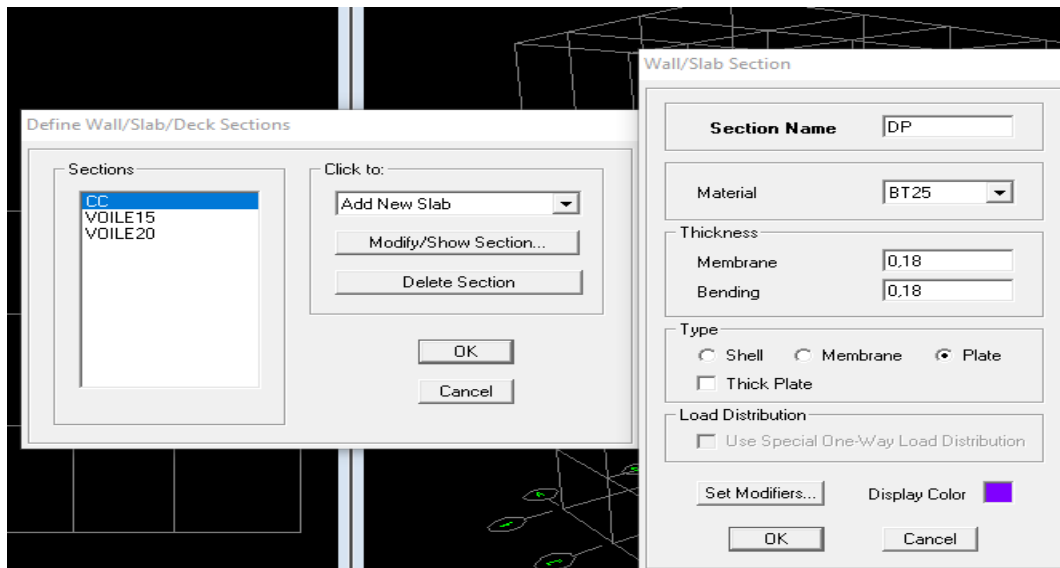 Define Wall/Slab/Deck Sections
Sections
CC
VOILE15
VOILE20
Click to:
Add New Slab
Modify/Show Section...
Delete Section
OK
Cancel
Wall/Slab Section
Section Name DP
Material BT25
Thickness
Membrane 0,18
Bending 0,18
Type
Shell Membrane Plate
Thick Plate
Load Distribution
Use Special One-Way Load Distribution
Set Modifiers... Display Color
OK Cancel